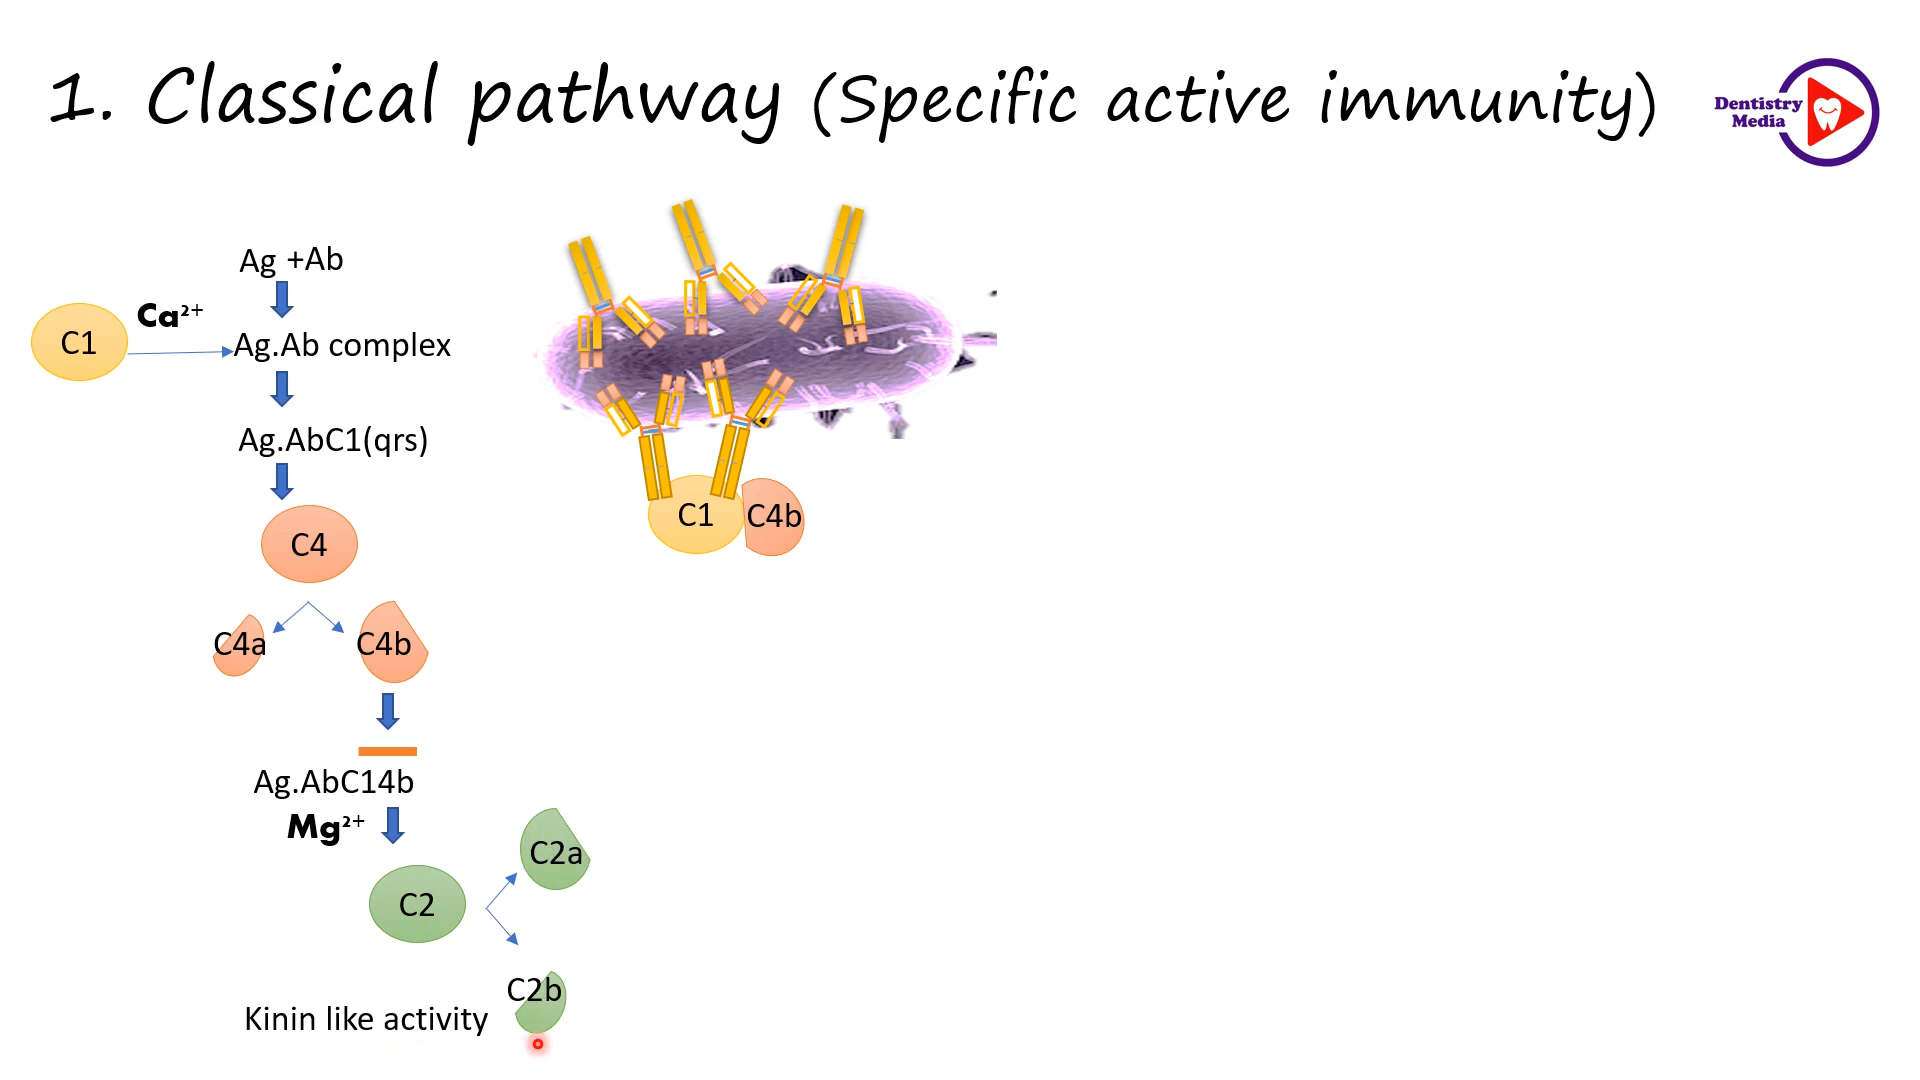 1. Classical pathway (Specific active immunity)
Dentistry
Media
Ag +Ab
Ca²⁺
C1
Ag.Ab complex
Ag.AbC1(qrs)
C4
C4a
C4b
Ag.AbC14b
Mg²⁺
C2
C2a
C2b
Kinin like activity
C1
C4b